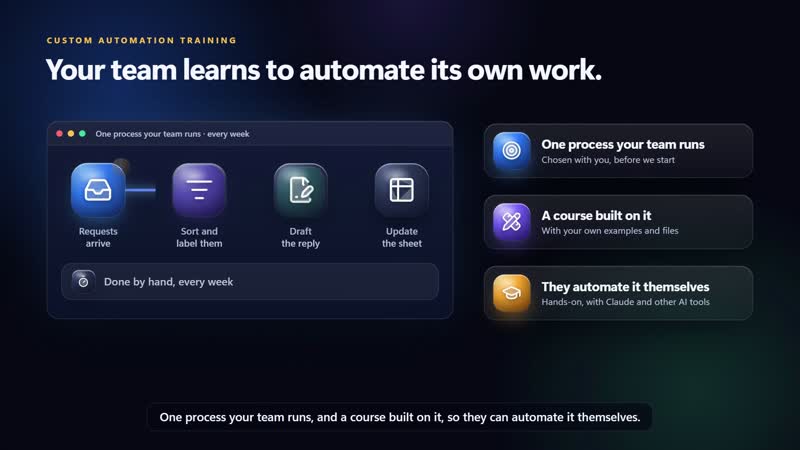 CUSTOM AUTOMATION TRAINING
Your team learns to automate its own work.
One process your team runs · every week
Requests
arrive
Sort and
label them
Draft
the reply
Update
the sheet
Done by hand, every week
One process your team runs
Chosen with you, before we start
A course built on it
With your own examples and files
They automate it themselves
Hands-on, with Claude and other AI tools
One process your team runs, and a course built on it, so they can automate it themselves.